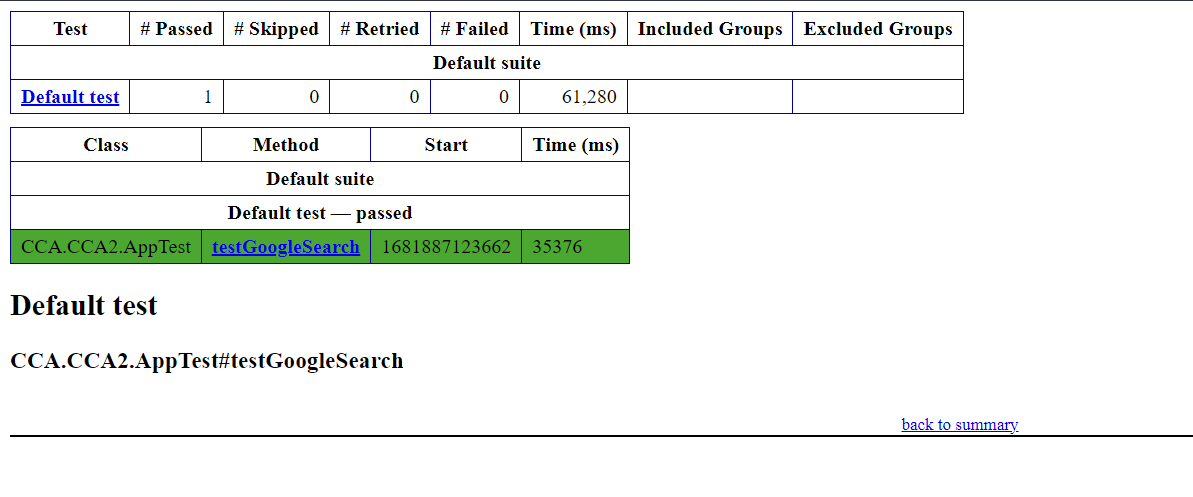 Test # Passed # Skipped # Retried # Failed Time (ms) Included Groups Excluded Groups
Default suite
Default test 1 0 0 0 61,280
Class Method Start Time (ms)
Default suite
Default test — passed
CCA.CCA2.AppTest testGoogleSearch 1681887123662 35376
Default test
CCA.CCA2.AppTest#testGoogleSearch
back to summary